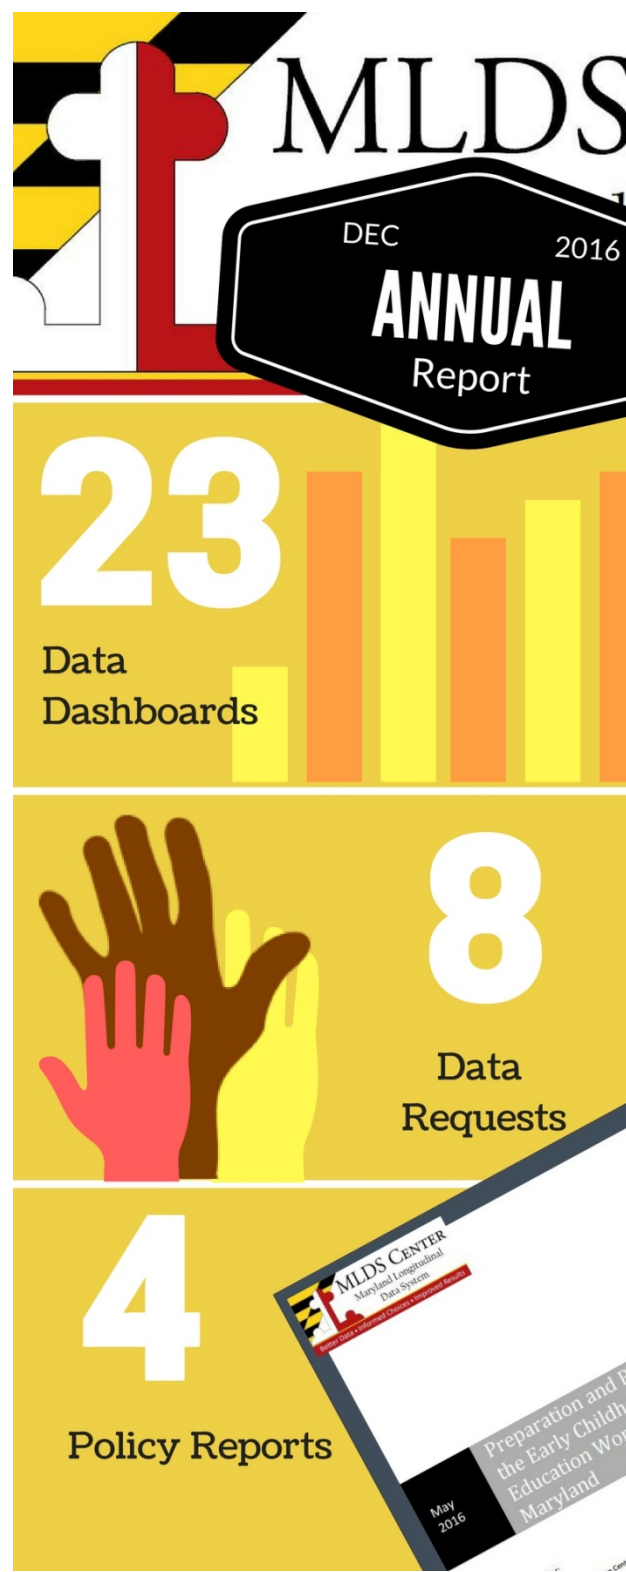 MLDS
DEC 2016
ANNUAL
Report
23
Data
Dashboards
8
Data
Requests
4
Policy Reports
MLDS CENTER
Maryland Longitudinal
Data System
Better Data • Informed Choices • Improved Results
Preparation and
the Early Childh
Education Wor
Maryland
May
2016